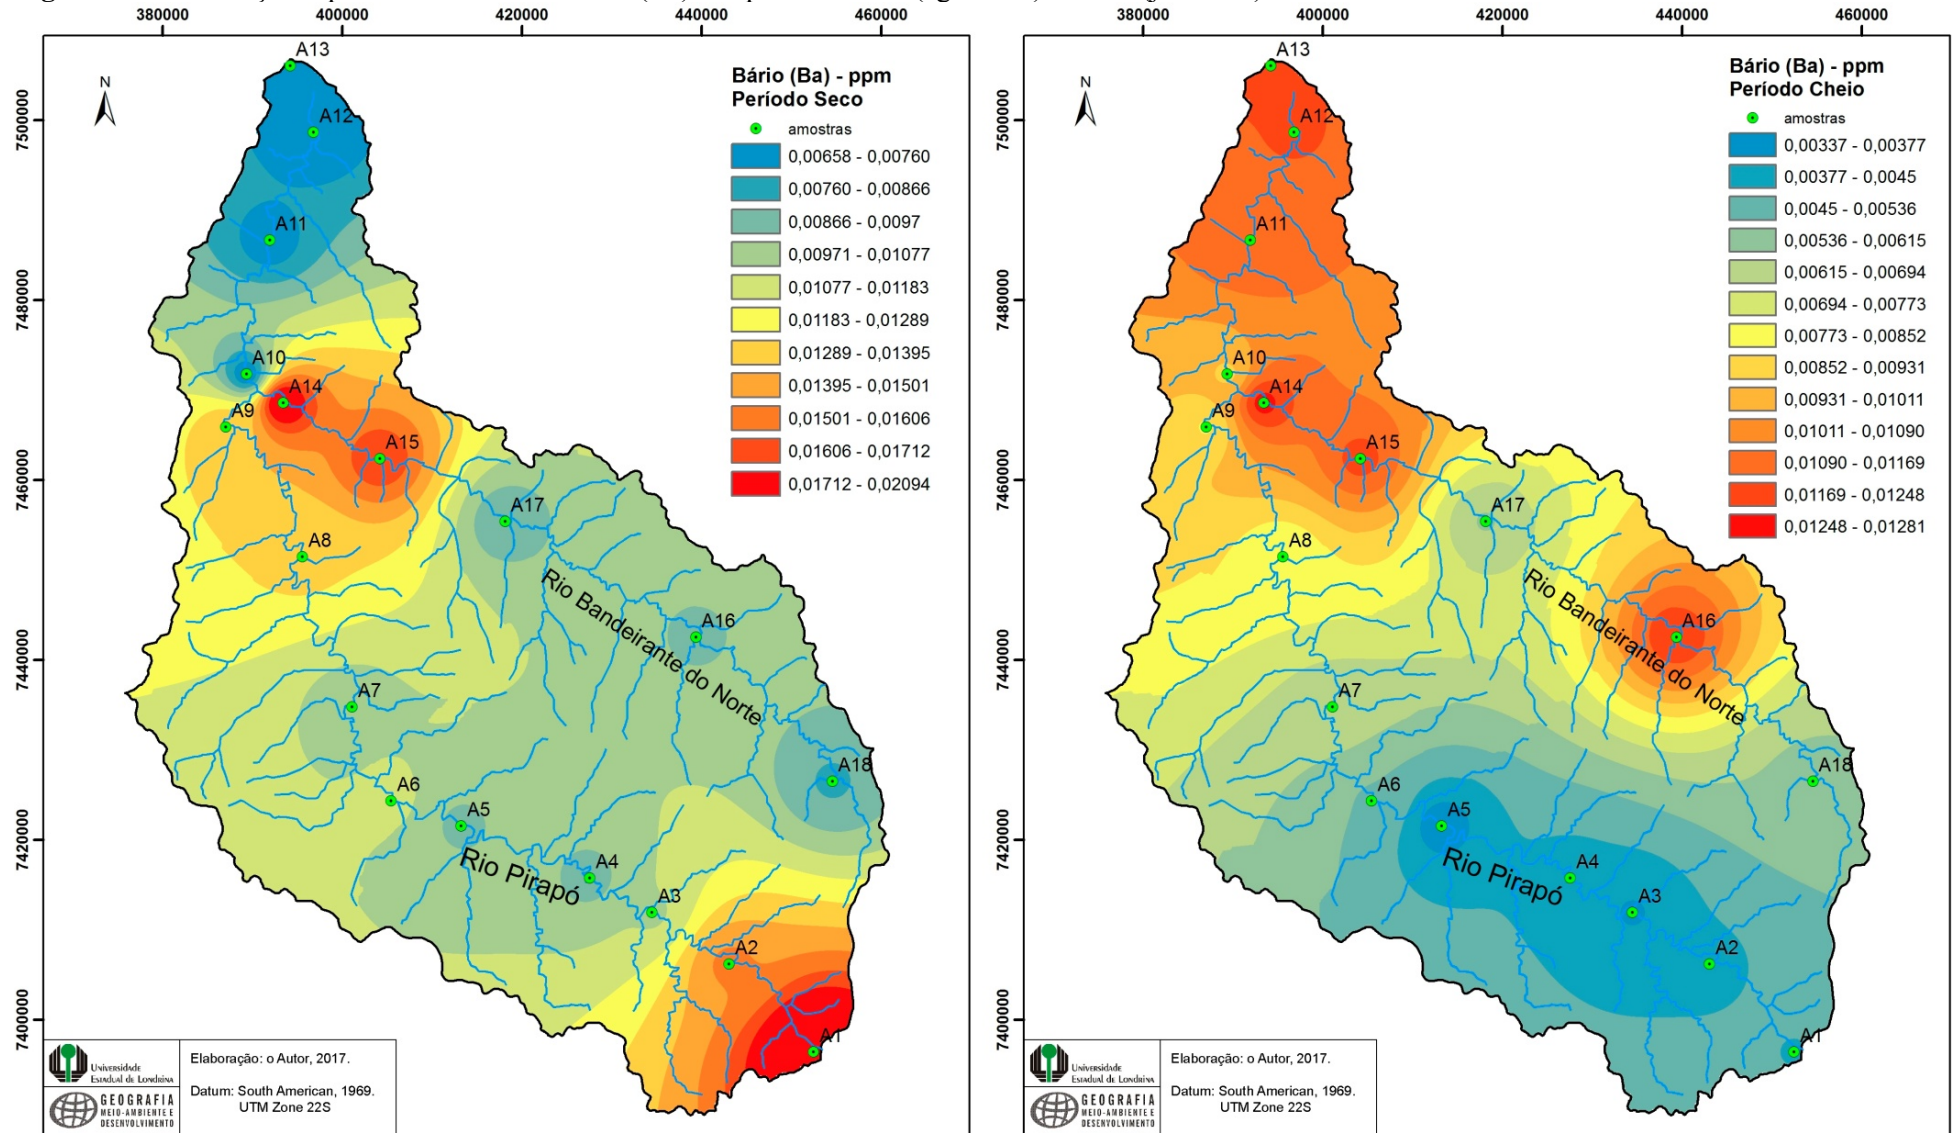 380000 400000 420000 440000 460000
7500000
7480000
7460000
7440000
7420000
7400000
N
Bário (Ba) - ppm
Período Seco
amostras
0,00658 - 0,00760
0,00760 - 0,00866
0,00866 - 0,0097
0,00971 - 0,01077
0,01077 - 0,01183
0,01183 - 0,01289
0,01289 - 0,01395
0,01395 - 0,01501
0,01501 - 0,01606
0,01606 - 0,01712
0,01712 - 0,02094
A13
A12
A11
A10
A14
A9
A15
A17
A8
Rio Bandeirante do Norte
A16
A7
A18
A6
A5
Rio Pirapó
A4
A3
A2
A1
Universidade
Estadual de Londrina
GEOGRAFIA
MEIO-AMBIENTE E
DESENVOLVIMENTO
Elaboração: o Autor, 2017.
Datum: South American, 1969.
UTM Zone 22S
380000 400000 420000 440000 460000
7500000
7480000
7460000
7440000
7420000
7400000
N
Bário (Ba) - ppm
Período Cheio
amostras
0,00337 - 0,00377
0,00377 - 0,0045
0,0045 - 0,00536
0,00536 - 0,00615
0,00615 - 0,00694
0,00694 - 0,00773
0,00773 - 0,00852
0,00852 - 0,00931
0,00931 - 0,01011
0,01011 - 0,01090
0,01090 - 0,01169
0,01169 - 0,01248
0,01248 - 0,01281
A13
A12
A11
A10
A14
A9
A15
A17
A8
Rio Bandeirante do Norte
A16
A7
A18
A6
A5
Rio Pirapó
A4
A3
A2
A1
Universidade
Estadual de Londrina
GEOGRAFIA
MEIO-AMBIENTE E
DESENVOLVIMENTO
Elaboração: o Autor, 2017.
Datum: South American, 1969.
UTM Zone 22S